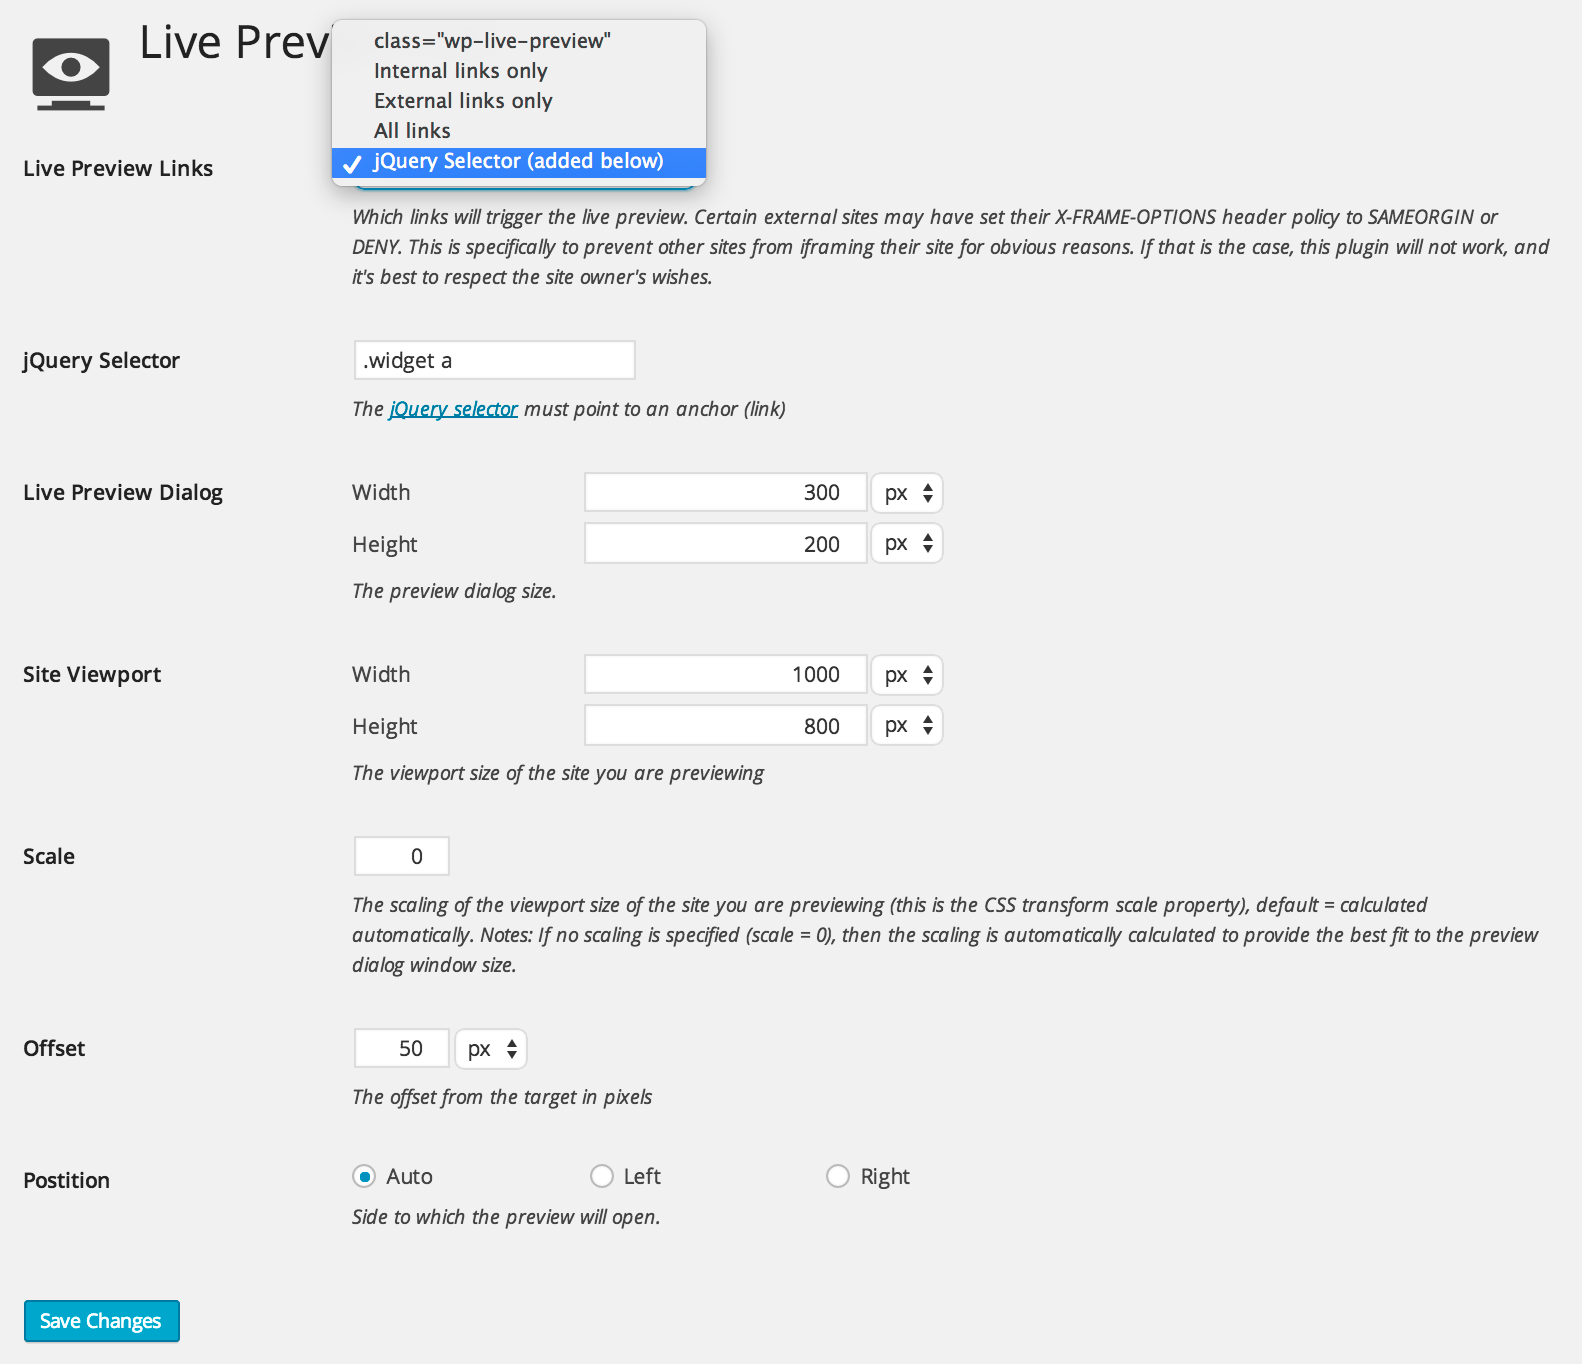 Live Prev
class="wp-live-preview"
Internal links only
External links only
All links
Live Preview Links
jQuery Selector (added below)
Which links will trigger the live preview. Certain external sites may have set their X-FRAME-OPTIONS header policy to SAMEORGIN or
DENY. This is specifically to prevent other sites from iframing their site for obvious reasons. If that is the case, this plugin will not work, and
it's best to respect the site owner's wishes.
jQuery Selector
.widget a
The jQuery selector must point to an anchor (link)
Live Preview Dialog
Width 300 px
Height 200 px
The preview dialog size.
Site Viewport
Width 1000 px
Height 800 px
The viewport size of the site you are previewing
Scale
0
The scaling of the viewport size of the site you are previewing (this is the CSS transform scale property), default = calculated
automatically. Notes: If no scaling is specified (scale = 0), then the scaling is automatically calculated to provide the best fit to the preview
dialog window size.
Offset
50 px
The offset from the target in pixels
Postition
Auto Left Right
Side to which the preview will open.
Save Changes